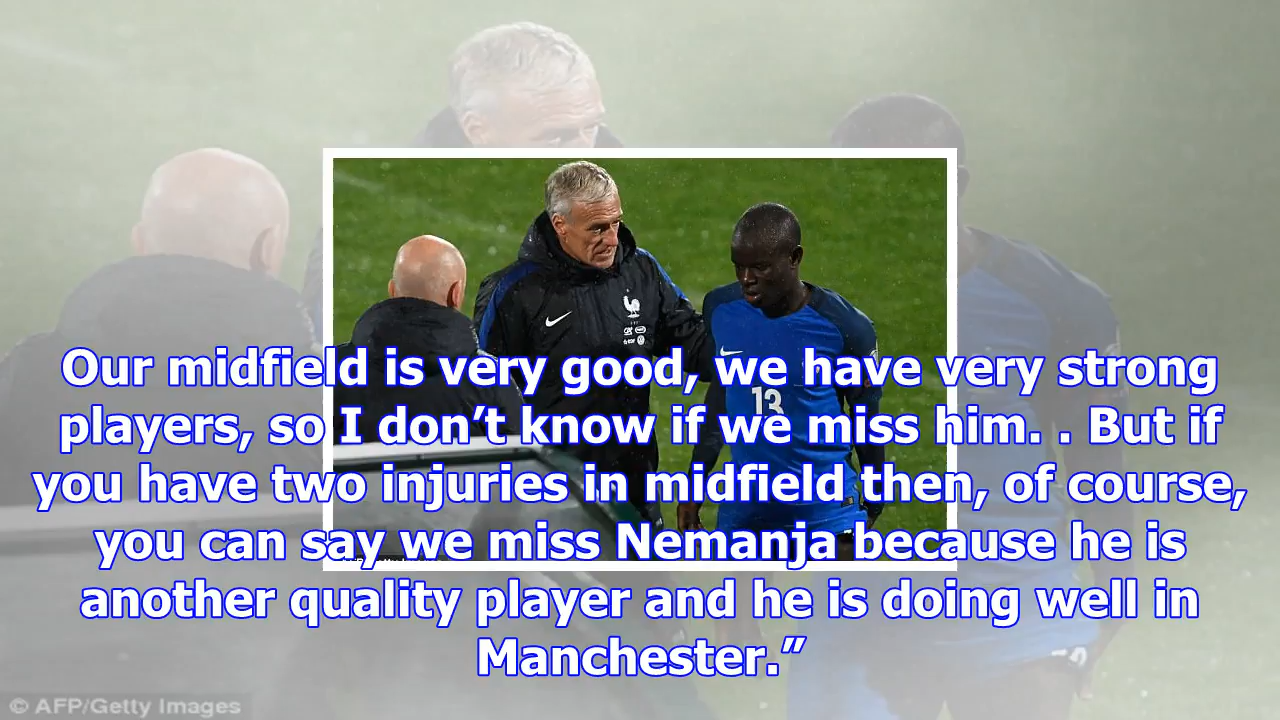 Our midfield is very good, we have very strong
players, so I don’t know if we miss him. . But if
you have two injuries in midfield then, of course,
you can say we miss Nemanja because he is
another quality player and he is doing well in
Manchester.”
13
© AFP/Getty Images